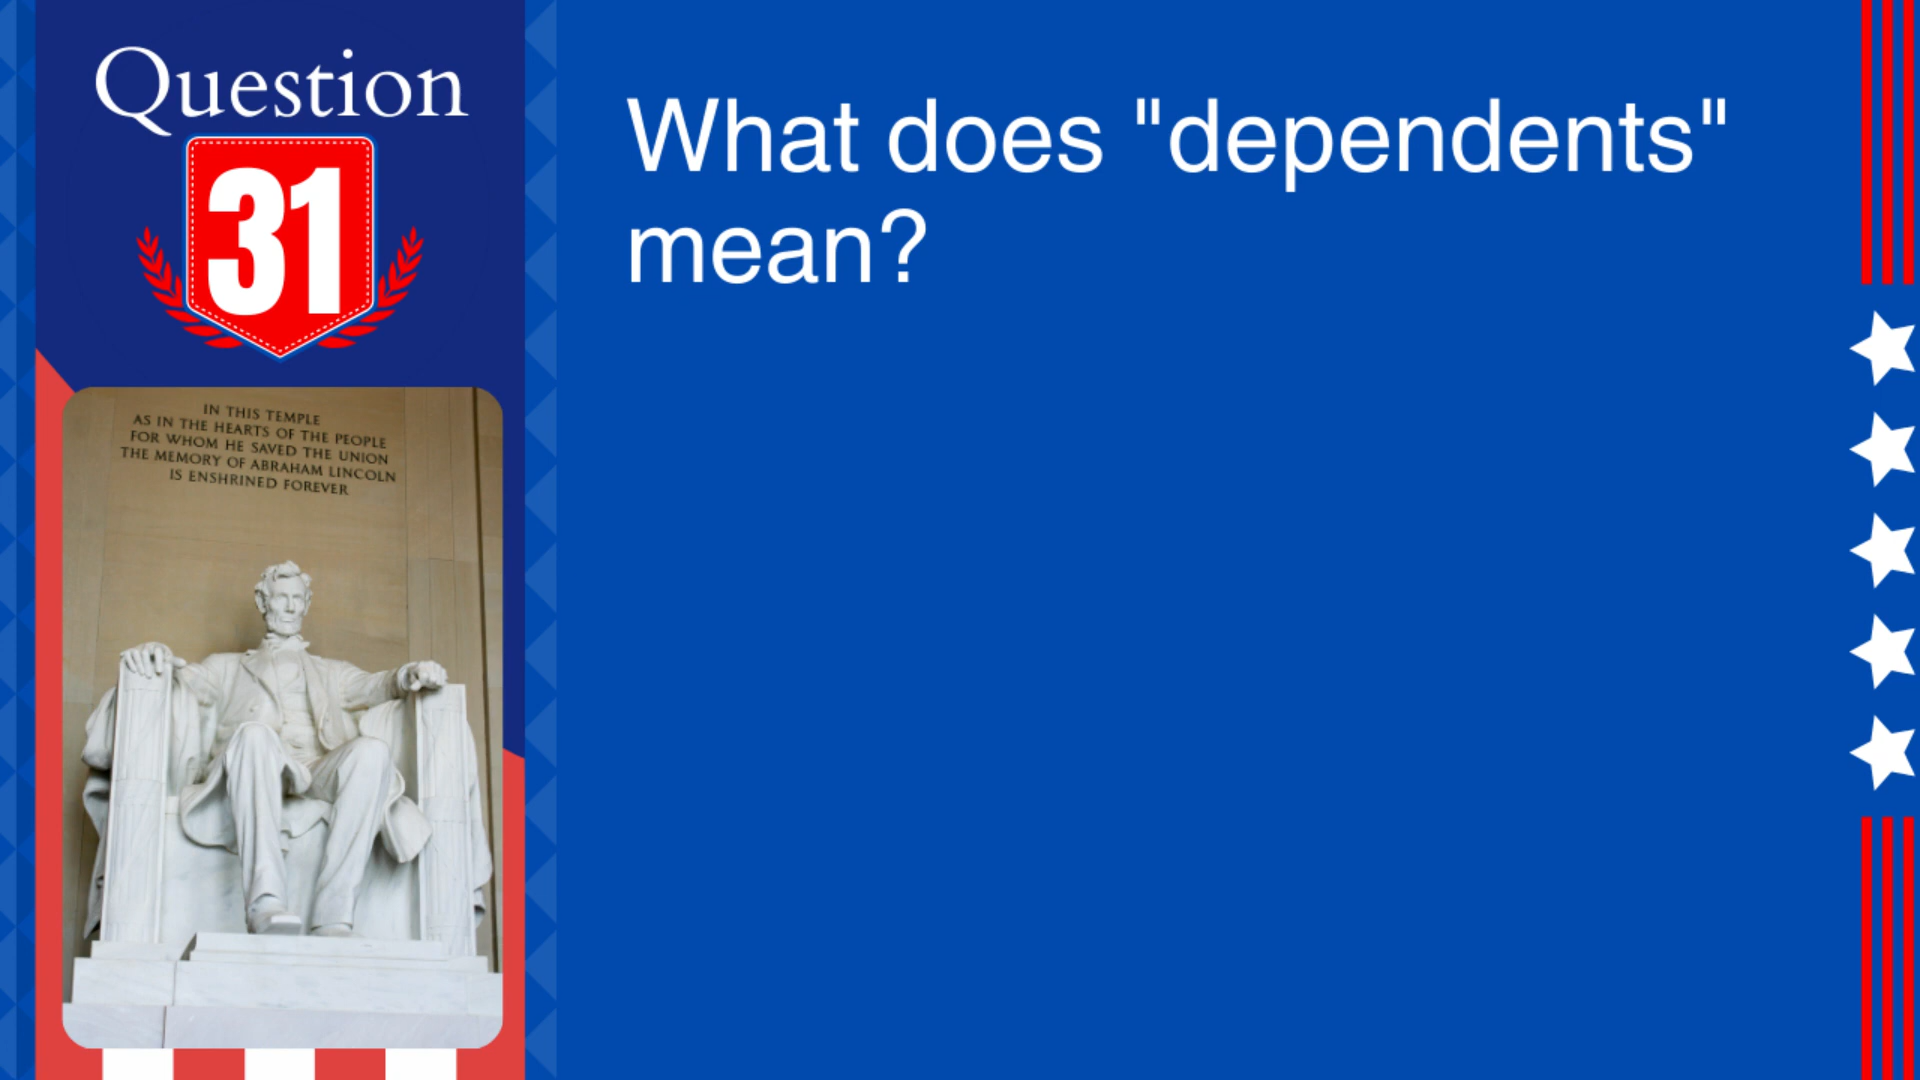 Question
31
IN THIS TEMPLE
AS IN THE HEARTS OF THE PEOPLE
FOR WHOM HE SAVED THE UNION
THE MEMORY OF ABRAHAM LINCOLN
IS ENSHRINED FOREVER
What does "dependents"
mean?